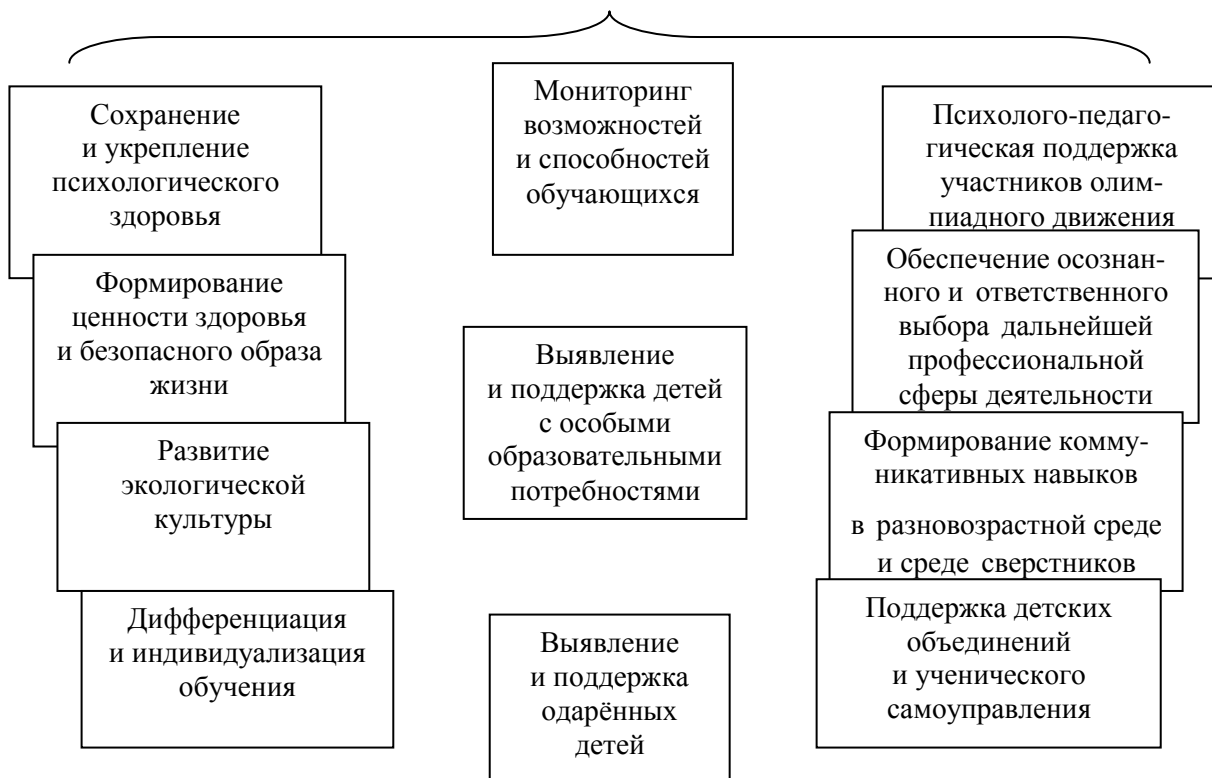 Сохранение
и укрепление
психологического
здоровья
Формирование
ценности здоровья
и безопасного образа
жизни
Развитие
экологической
культуры
Дифференциация
и индивидуализация
обучения
Мониторинг
возможностей
и способностей
обучающихся
Выявление
и поддержка детей
с особыми
образовательными
потребностями
Выявление
и поддержка
одарённых
детей
Психолого-педаго-
гическая поддержка
участников олим-
пиадного движения
Обеспечение осознан-
ного и ответственного
выбора дальнейшей
профессиональной
сферы деятельности
Формирование комму-
никативных навыков
в разновозрастной среде
и среде сверстников
Поддержка детских
объединений
и ученического
самоуправления